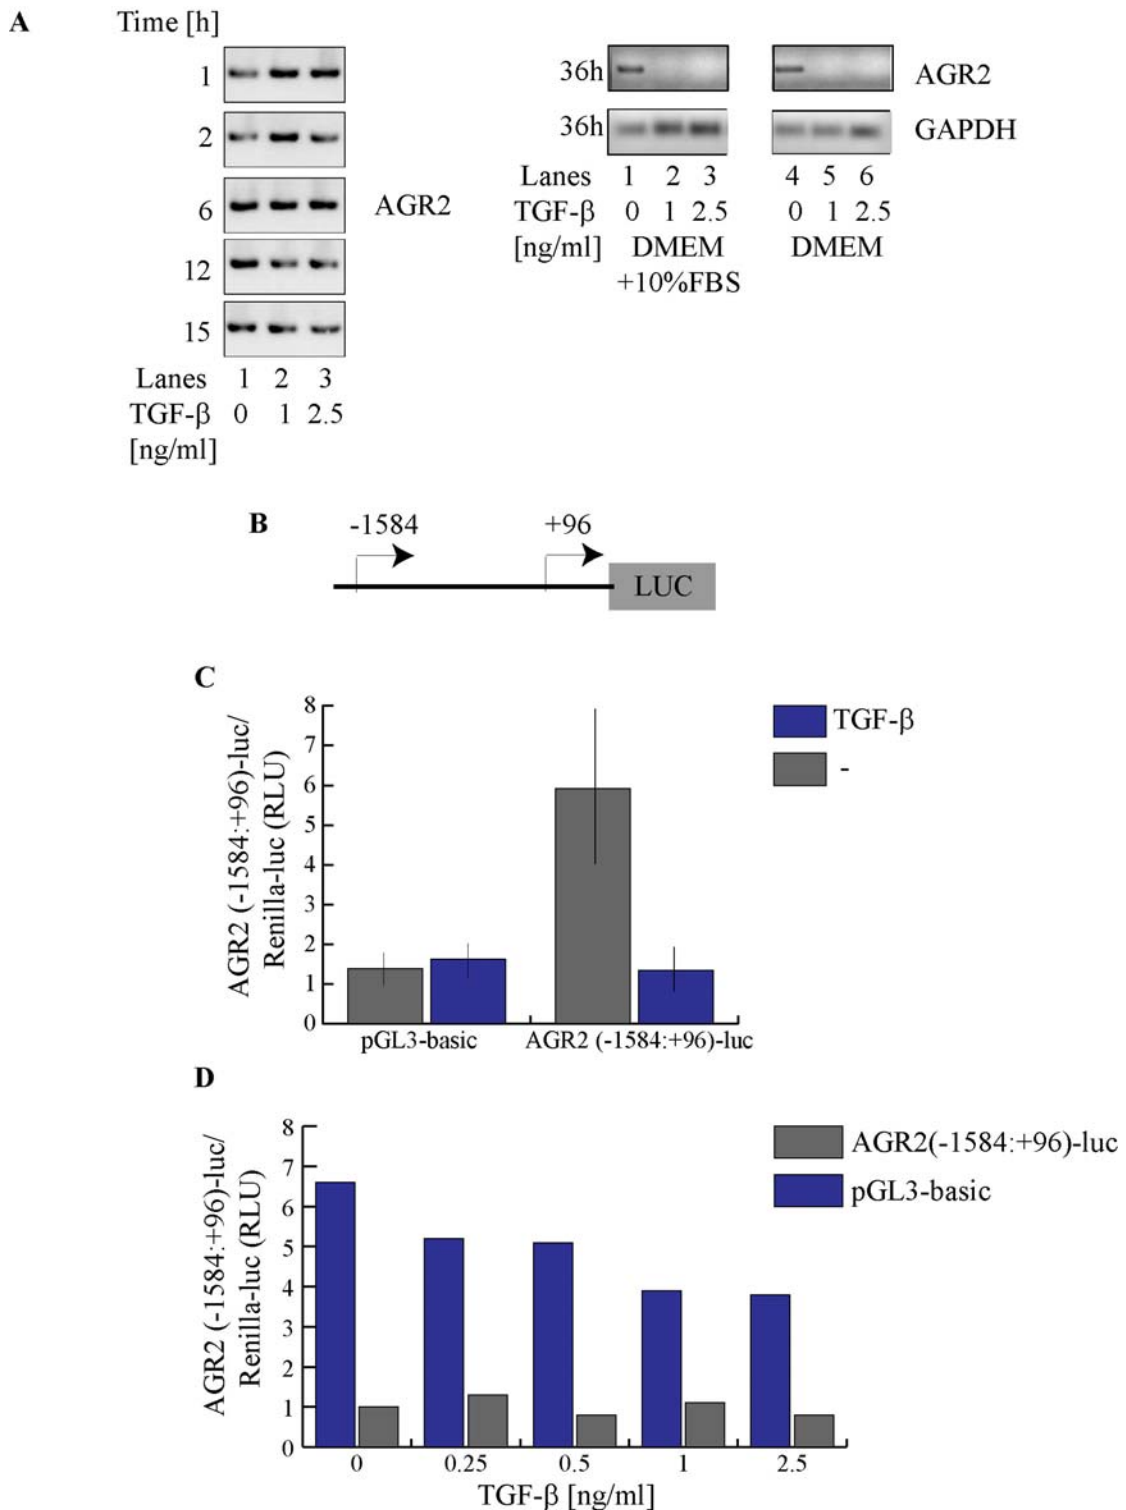 A
Time [h]
1
2
6
12
15
AGR2
Lanes 1 2 3
TGF-β 0 1 2.5
[ng/ml]
36h
AGR2
36h
GAPDH
Lanes 1 2 3 4 5 6
TGF-β 0 1 2.5 0 1 2.5
[ng/ml] DMEM DMEM
+10%FBS
B
-1584
+96
LUC
C
AGR2 (-1584:+96)-luc/
Renilla-luc (RLU)
8
7
6
5
4
3
2
1
0
pGL3-basic
AGR2 (-1584:+96)-luc
TGF-β
-
D
AGR2 (-1584:+96)-luc/
Renilla-luc (RLU)
8
7
6
5
4
3
2
1
0
0 0.25 0.5 1 2.5
TGF-β [ng/ml]
AGR2(-1584:+96)-luc
pGL3-basic